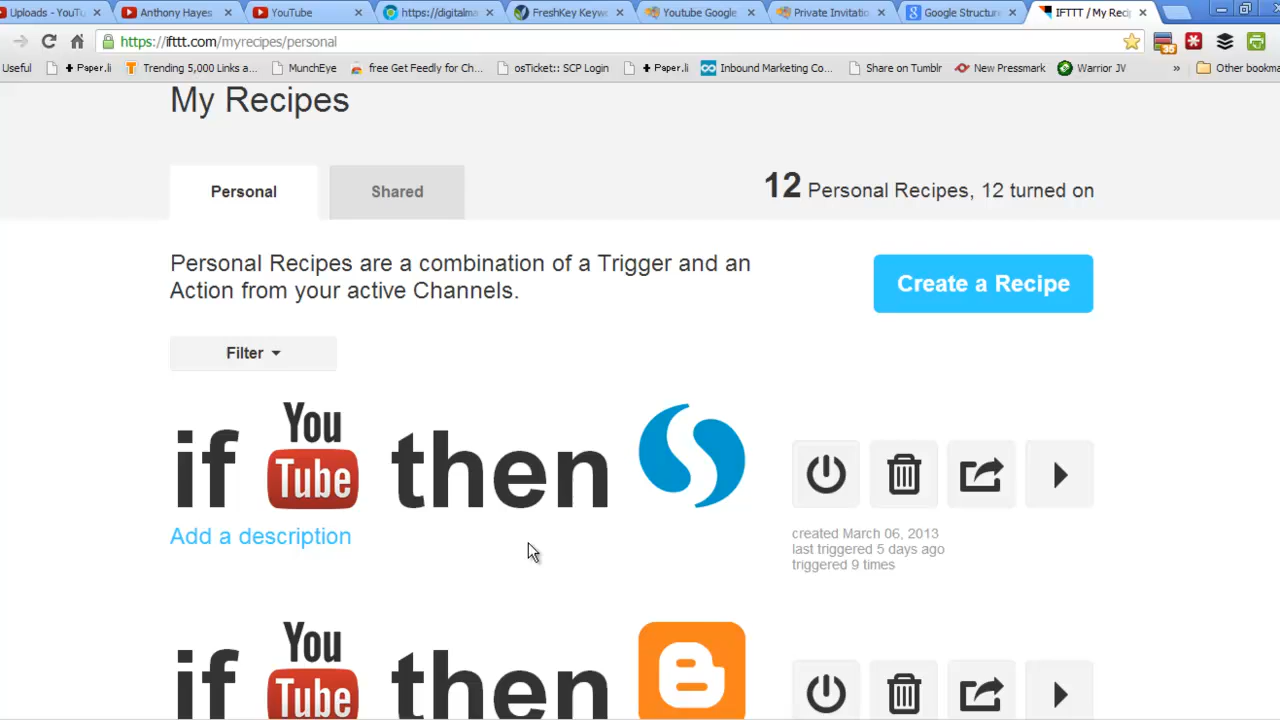 Uploads - YouTu
Anthony Hayes
YouTube
https://digitalma
FreshKey Keyw
Youtube Google
Private Invitatio
Google Structure
IFTTT / My Reci
https://ifttt.com/myrecipes/personal
35
Useful
+ Paper.li
Trending 5,000 Links a...
MunchEye
free Get Feedly for Ch...
osTicket:: SCP Login
+ Paper.li
Inbound Marketing Co...
Share on Tumblr
New Pressmark
Warrior JV
»
Other bookma
My Recipes
Personal
Shared
12 Personal Recipes, 12 turned on
Personal Recipes are a combination of a Trigger and an
Action from your active Channels.
Create a Recipe
Filter
if You Tube then
Add a description
created March 06, 2013
last triggered 5 days ago
triggered 9 times
if You Tube then